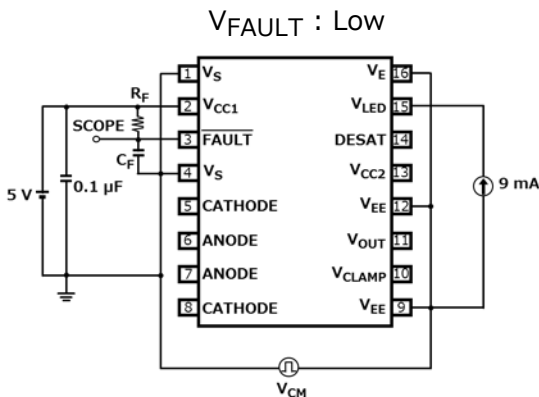 VFAULT : Low
1 VS
VE 16
RF
2 VCC1
VLED 15
SCOPE
3 FAULT
DESAT 14
CF
4 VS
VCC2 13
5 V
0.1 µF
9 mA
5 CATHODE
VEE 12
6 ANODE
VOUT 11
7 ANODE
VCLAMP 10
8 CATHODE
VEE 9
VCM